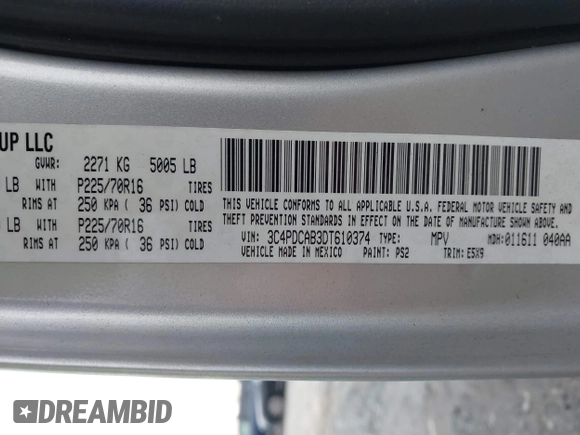 UP LLC
GVWR: 2271 KG 5005 LB
LB WITH P225/70R16 TIRES
RIMS AT 250 KPA ( 36 PSI) COLD
LB WITH P225/70R16 TIRES
RIMS AT 250 KPA ( 36 PSI) COLD
THIS VEHICLE CONFORMS TO ALL APPLICABLE U.S.A. FEDERAL MOTOR VEHICLE SAFETY AND
THEFT PREVENTION STANDARDS IN EFFECT ON THE DATE OF MANUFACTURE SHOWN ABOVE.
VIN: 3C4PDCAB3DT610374 TYPE: MPV MDH:011611 040AA
VEHICLE MADE IN MEXICO PAINT: PS2 TRIM: E5X9
DREAMBID